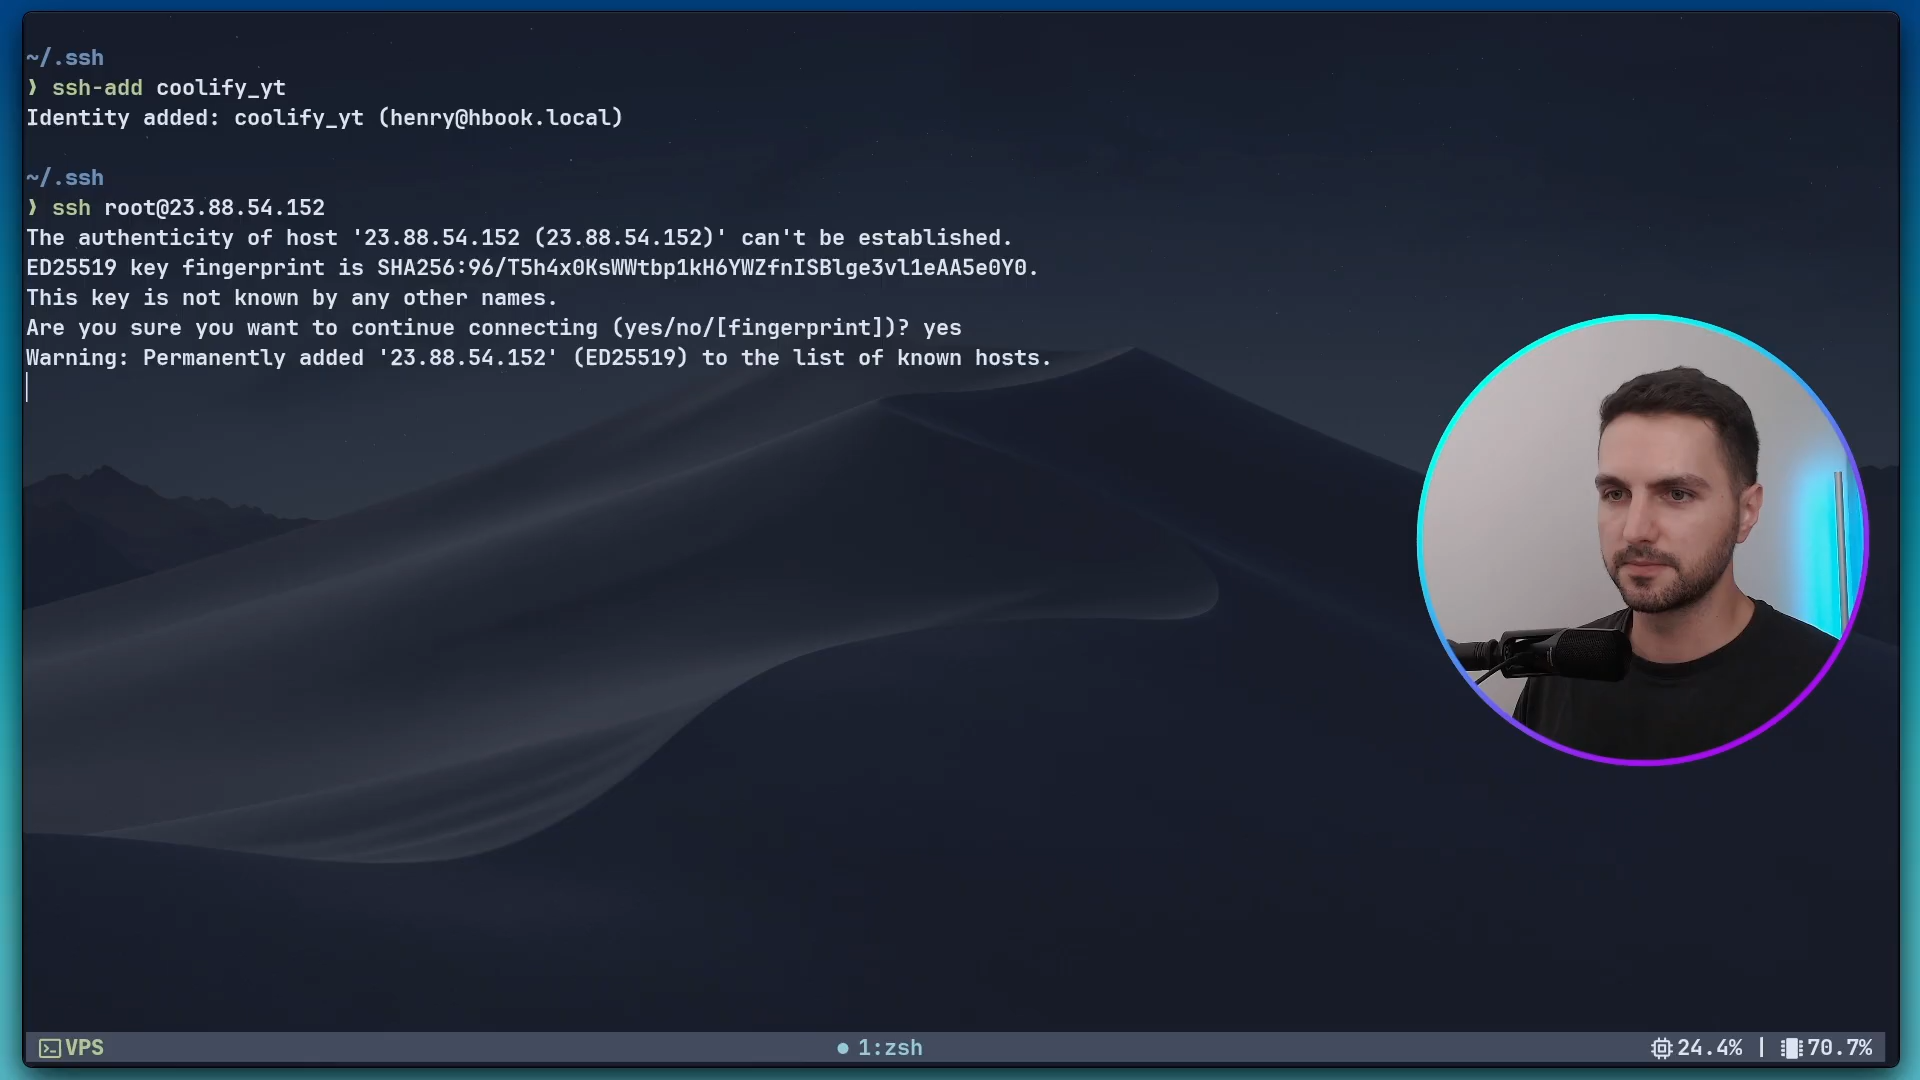 ~/.ssh
❯ ssh-add coolify_yt
Identity added: coolify_yt (henry@hbook.local)
~/.ssh
❯ ssh root@23.88.54.152
The authenticity of host '23.88.54.152 (23.88.54.152)' can't be established.
ED25519 key fingerprint is SHA256:96/T5h4x0KsWWtbp1kH6YWZfnISBlge3vl1eAA5e0Y0.
This key is not known by any other names.
Are you sure you want to continue connecting (yes/no/[fingerprint])? yes
Warning: Permanently added '23.88.54.152' (ED25519) to the list of known hosts.
VPS
● 1:zsh
24.4% | 70.7%